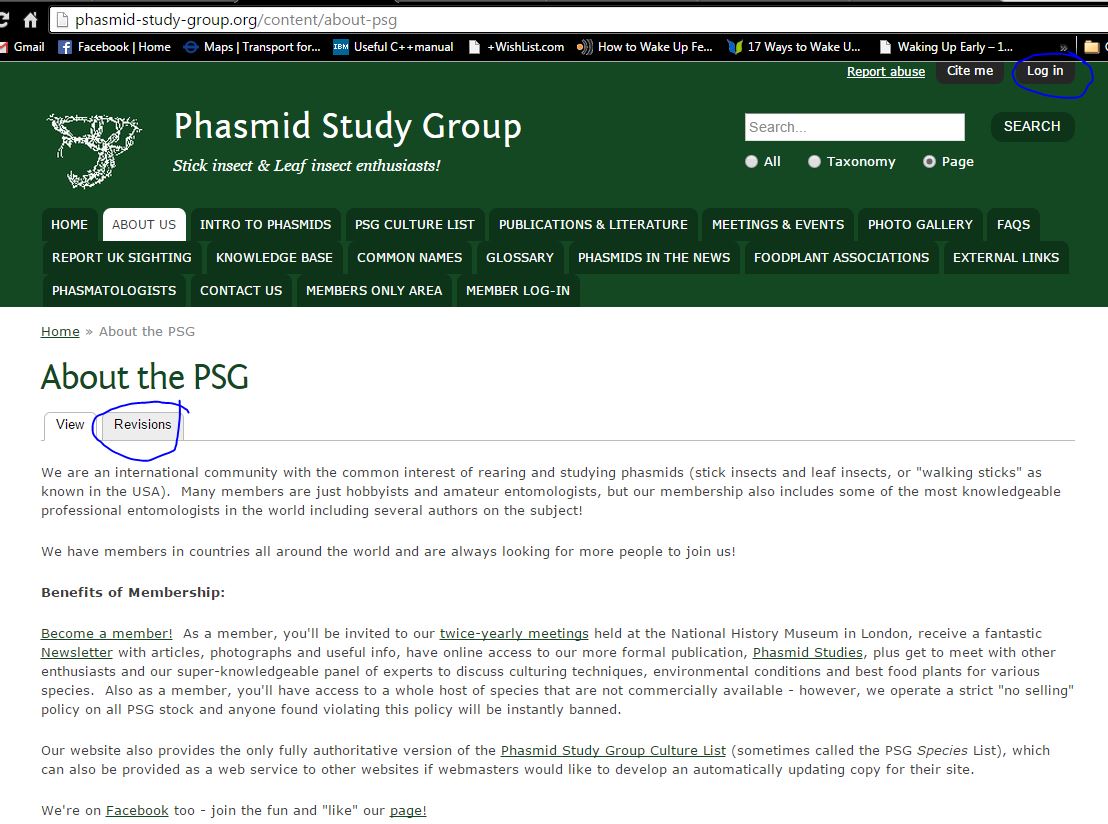 phasmid-study-group.org/content/about-psg
Gmail Facebook | Home Maps | Transport for... IBM Useful C++manual +WishList.com How to Wake Up Fe... 17 Ways to Wake U... Waking Up Early – 1... »
Report abuse Cite me Log in
Phasmid Study Group
Stick insect & Leaf insect enthusiasts!
Search... SEARCH
All Taxonomy Page
HOME ABOUT US INTRO TO PHASMIDS PSG CULTURE LIST PUBLICATIONS & LITERATURE MEETINGS & EVENTS PHOTO GALLERY FAQS
REPORT UK SIGHTING KNOWLEDGE BASE COMMON NAMES GLOSSARY PHASMIDS IN THE NEWS FOODPLANT ASSOCIATIONS EXTERNAL LINKS
PHASMATOLOGISTS CONTACT US MEMBERS ONLY AREA MEMBER LOG-IN
Home » About the PSG
About the PSG
View Revisions
We are an international community with the common interest of rearing and studying phasmids (stick insects and leaf insects, or "walking sticks" as
known in the USA). Many members are just hobbyists and amateur entomologists, but our membership also includes some of the most knowledgeable
professional entomologists in the world including several authors on the subject!
We have members in countries all around the world and are always looking for more people to join us!
Benefits of Membership:
Become a member! As a member, you'll be invited to our twice-yearly meetings held at the National History Museum in London, receive a fantastic
Newsletter with articles, photographs and useful info, have online access to our more formal publication, Phasmid Studies, plus get to meet with other
enthusiasts and our super-knowledgeable panel of experts to discuss culturing techniques, environmental conditions and best food plants for various
species. Also as a member, you'll have access to a whole host of species that are not commercially available - however, we operate a strict "no selling"
policy on all PSG stock and anyone found violating this policy will be instantly banned.
Our website also provides the only fully authoritative version of the Phasmid Study Group Culture List (sometimes called the PSG Species List), which
can also be provided as a web service to other websites if webmasters would like to develop an automatically updating copy for their site.
We're on Facebook too - join the fun and "like" our page!